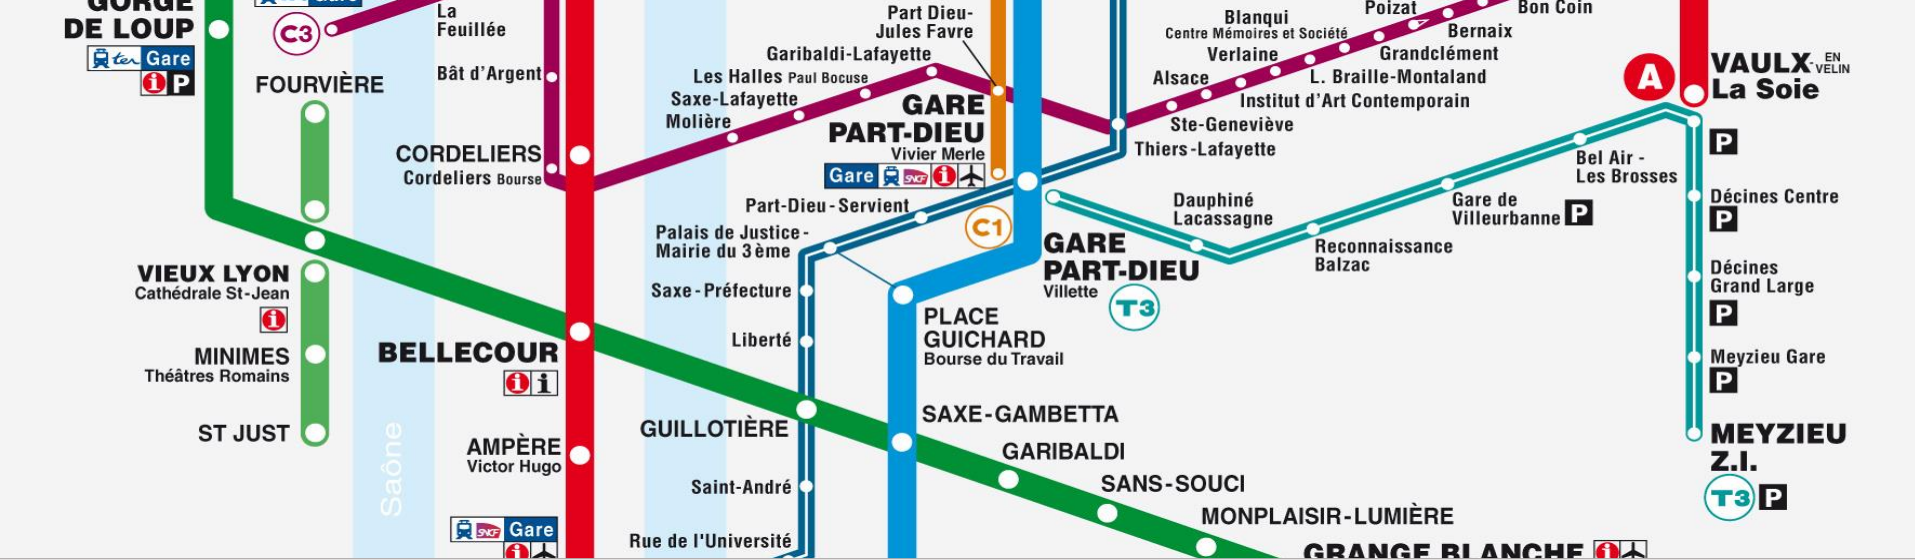 GORGE
DE LOUP
ter Gare
i P
Gare
C3
La
Feuillée
Bât d'Argent
FOURVIÈRE
CORDELIERS
Cordeliers Bourse
VIEUX LYON
Cathédrale St-Jean
i
MINIMES
Théâtres Romains
ST JUST
Saône
BELLECOUR
i i
AMPÈRE
Victor Hugo
SNCF Gare
i
Part Dieu-
Jules Favre
Garibaldi-Lafayette
Les Halles Paul Bocuse
Saxe-Lafayette
Molière
GARE
PART-DIEU
Vivier Merle
Gare SNCF i
C1
Part-Dieu-Servient
Palais de Justice-
Mairie du 3ème
Saxe-Préfecture
Liberté
GUILLOTIÈRE
Saint-André
Rue de l'Université
PLACE
GUICHARD
Bourse du Travail
SAXE-GAMBETTA
GARIBALDI
SANS-SOUCI
MONPLAISIR-LUMIÈRE
GRANGE BLANCHE i
Poizat
Bon Coin
Blanqui
Centre Mémoires et Société
Bernaix
Verlaine
Grandclément
Alsace
L. Braille-Montaland
Institut d'Art Contemporain
Ste-Geneviève
Thiers-Lafayette
GARE
PART-DIEU
Villette
T3
Dauphiné
Lacassagne
Reconnaissance
Balzac
Gare de
Villeurbanne P
Bel Air -
Les Brosses
A
VAULX-EN
VELIN
La Soie
P
Décines Centre
P
Décines
Grand Large
P
Meyzieu Gare
P
MEYZIEU
Z.I.
T3 P